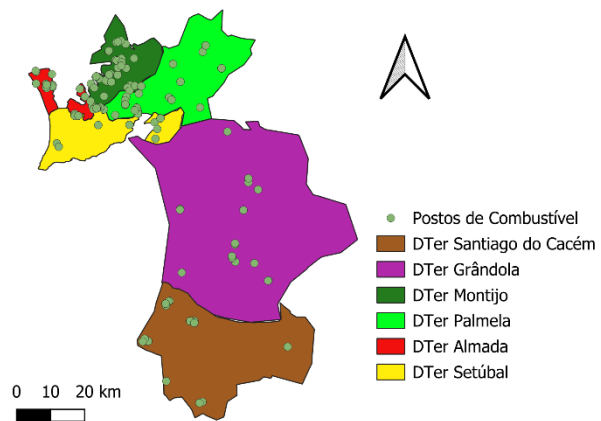 Postos de Combustível
DTer Santiago do Cacém
DTer Grândola
DTer Montijo
DTer Palmela
DTer Almada
DTer Setúbal
0 10 20 km